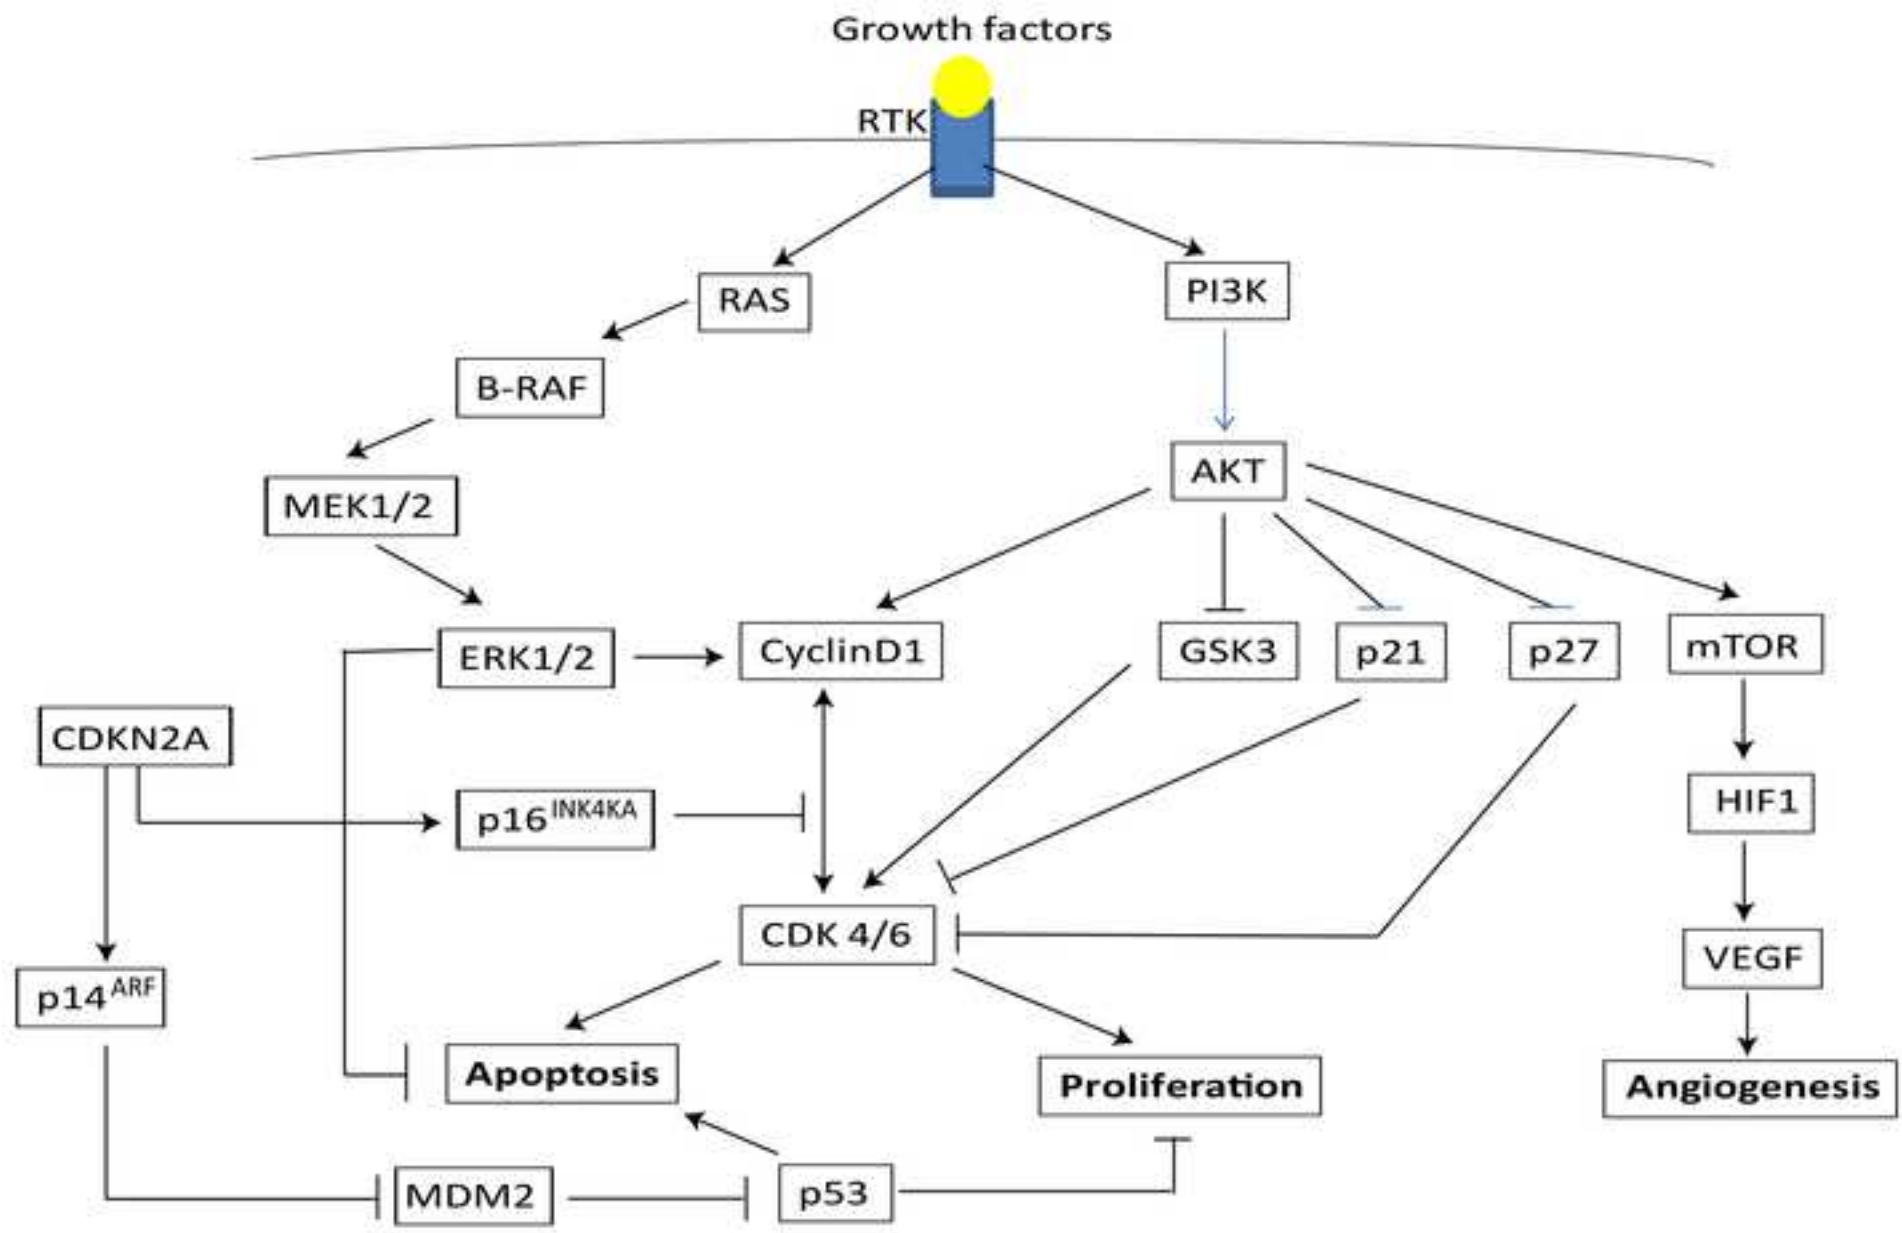 Growth factors
RTK
RAS
PI3K
B-RAF
AKT
MEK1/2
ERK1/2
CyclinD1
GSK3
p21
p27
mTOR
CDKN2A
p16INK4KA
HIF1
CDK 4/6
VEGF
p14ARF
Apoptosis
Proliferation
Angiogenesis
MDM2
p53